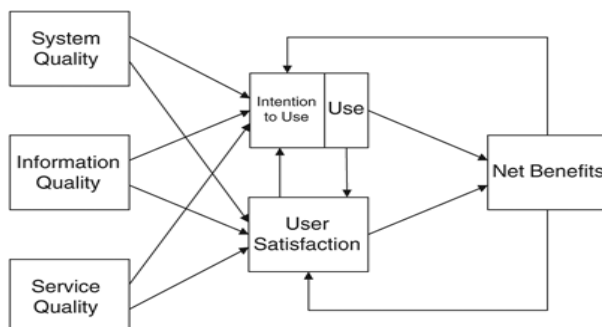 System
Quality
Information
Quality
Service
Quality
Intention
to Use
Use
User
Satisfaction
Net Benefits